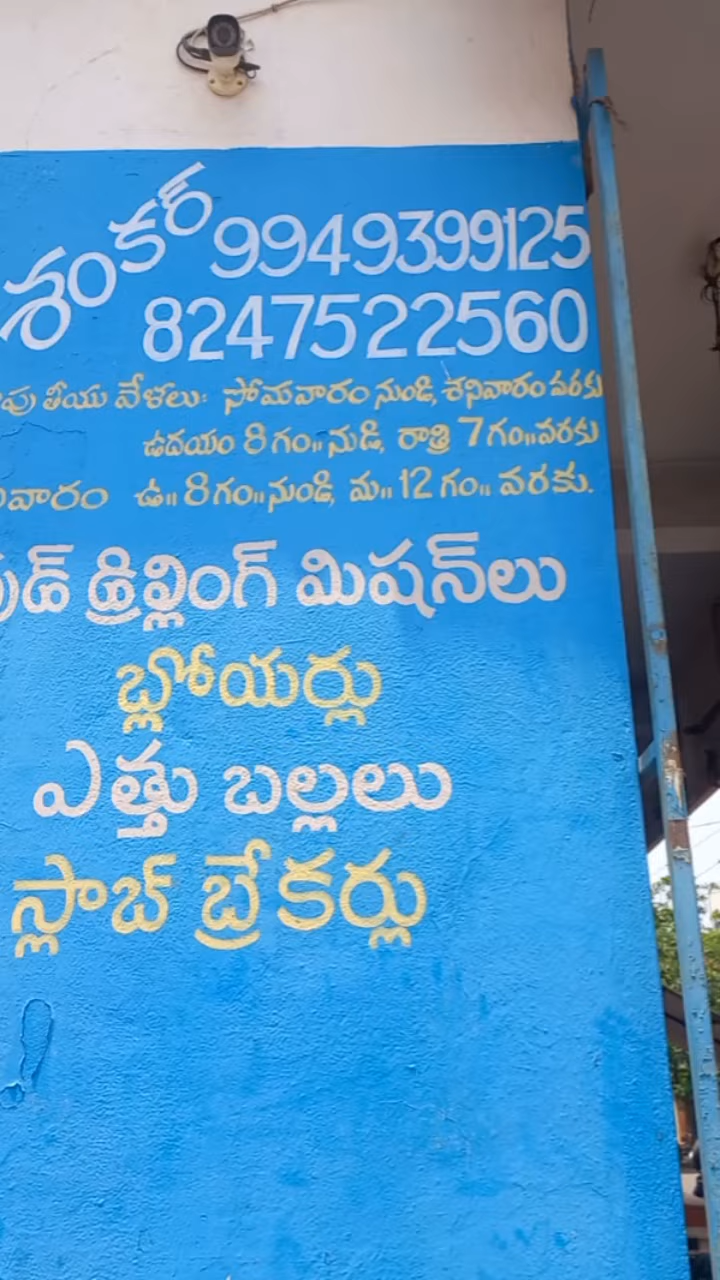 శంకర్ 9949399125
8247522560
తీయు వేళలు: సోమవారం నుండి, శనివారం వరకు
ఉదయం 8 గం॥ నుడి, రాత్రి 7 గం॥ వరకు
ఉ॥ 8 గం॥ నుండి, మ॥ 12 గం॥ వరకు.
డ్రిల్లింగ్ మిషన్‌లు
బ్లోయర్లు
ఎత్తు బల్లలు
స్లాబ్ బ్రేకర్లు